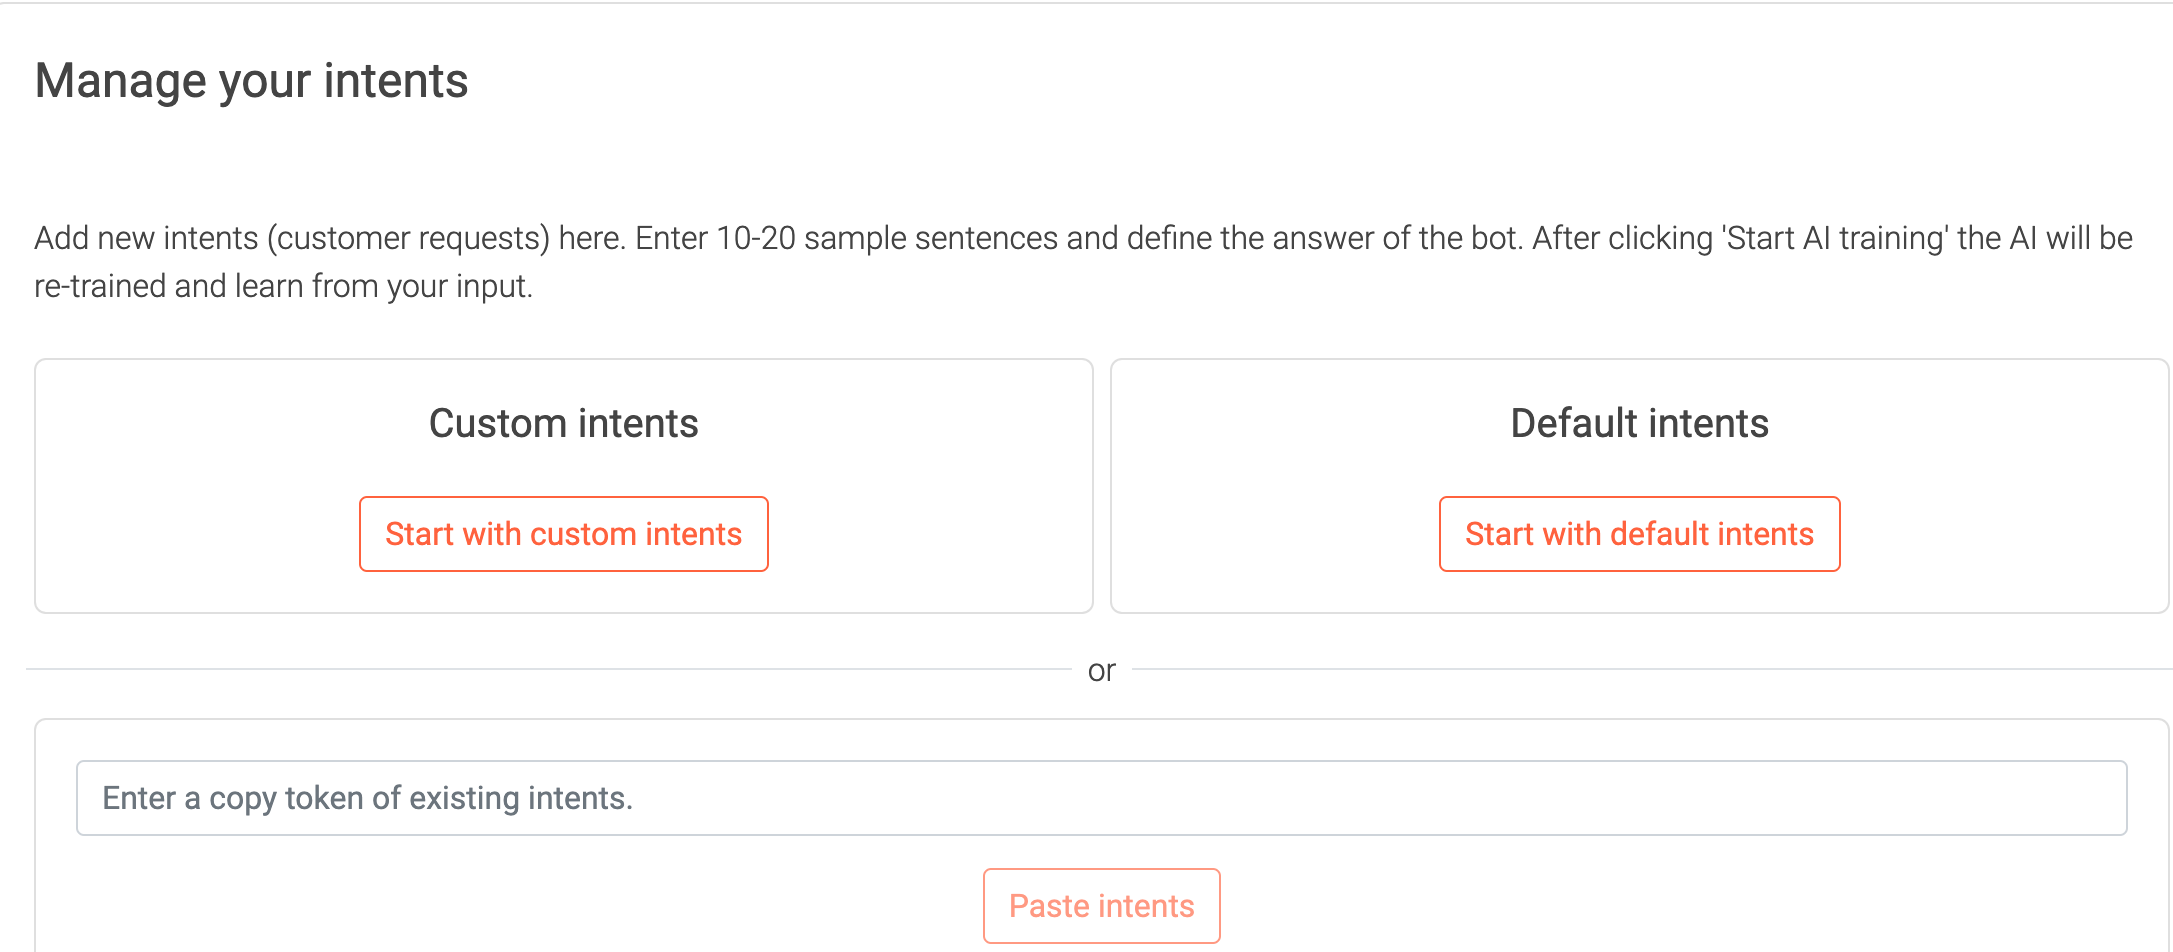 Manage your intents
Add new intents (customer requests) here. Enter 10-20 sample sentences and define the answer of the bot. After clicking 'Start AI training' the AI will be
re-trained and learn from your input.
Custom intents
Start with custom intents
Default intents
Start with default intents
or
Enter a copy token of existing intents.
Paste intents